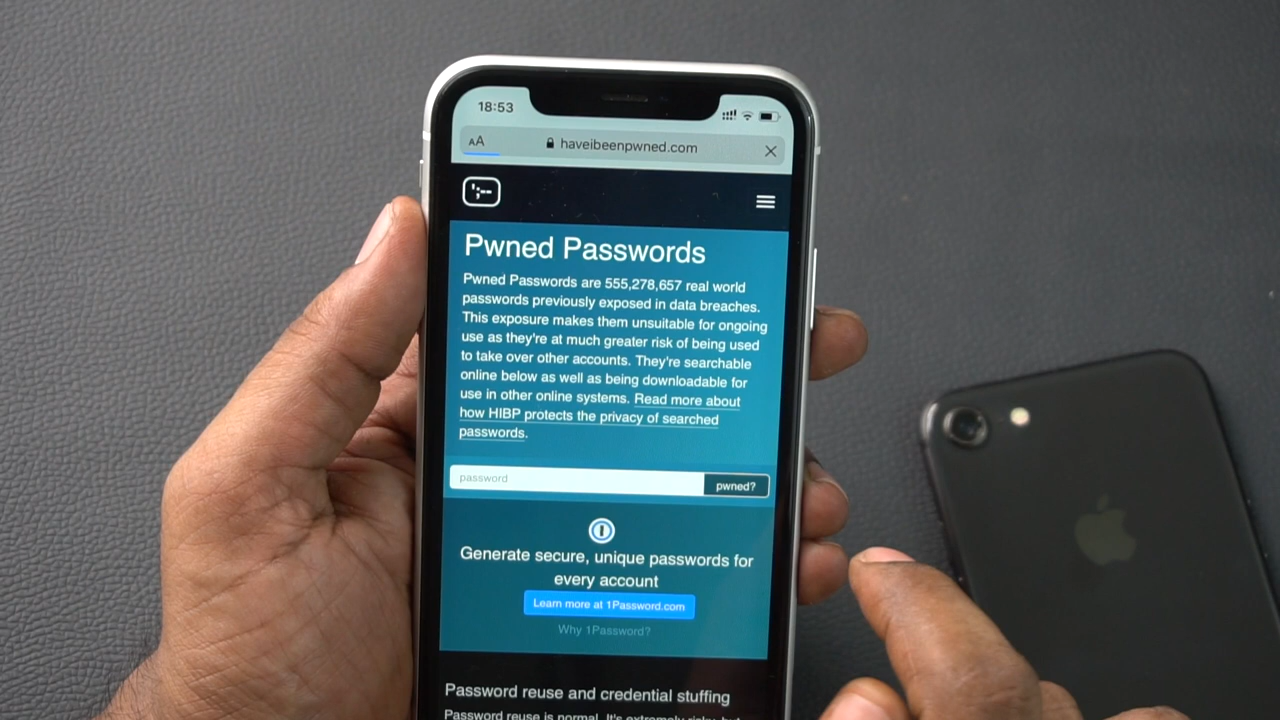 18:53
AA haveibeenpwned.com
';--
Pwned Passwords
Pwned Passwords are 555,278,657 real world
passwords previously exposed in data breaches.
This exposure makes them unsuitable for ongoing
use as they're at much greater risk of being used
to take over other accounts. They're searchable
online below as well as being downloadable for
use in other online systems. Read more about
how HIBP protects the privacy of searched
passwords.
password pwned?
Generate secure, unique passwords for
every account
Learn more at 1Password.com
Why 1Password?
Password reuse and credential stuffing
Password reuse is normal. It's extremely risky, but